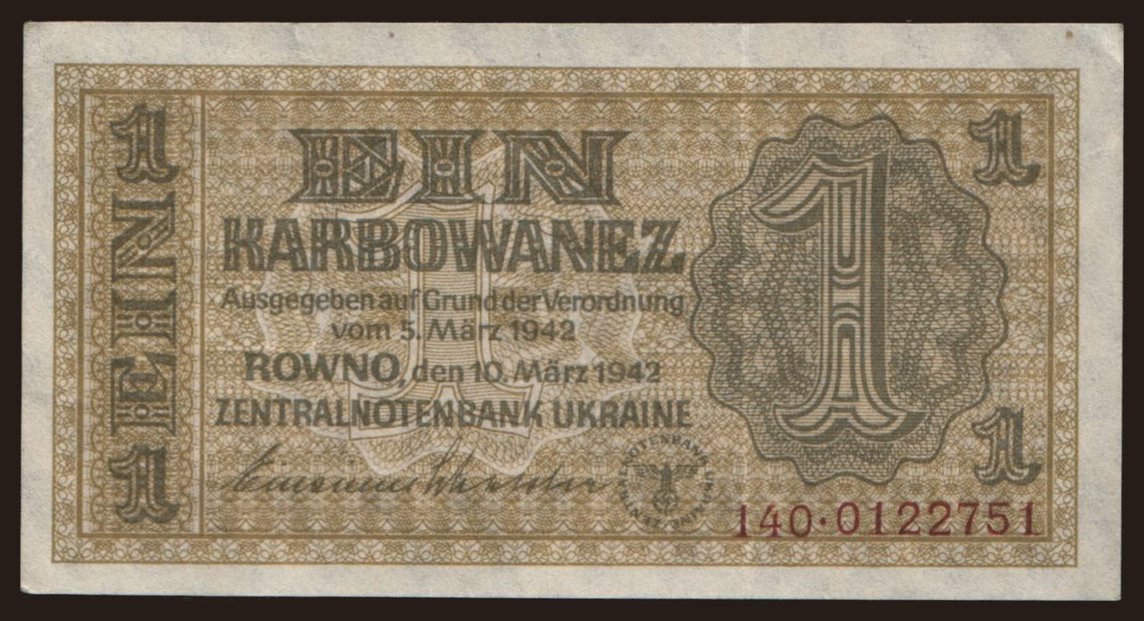 1
EIN
1
EIN
KARBOWANEZ
Ausgegeben auf Grund der Verordnung
vom 5. März 1942
ROWNO, den 10. März 1942
ZENTRALNOTENBANK UKRAINE
1
1
1
140·0122751